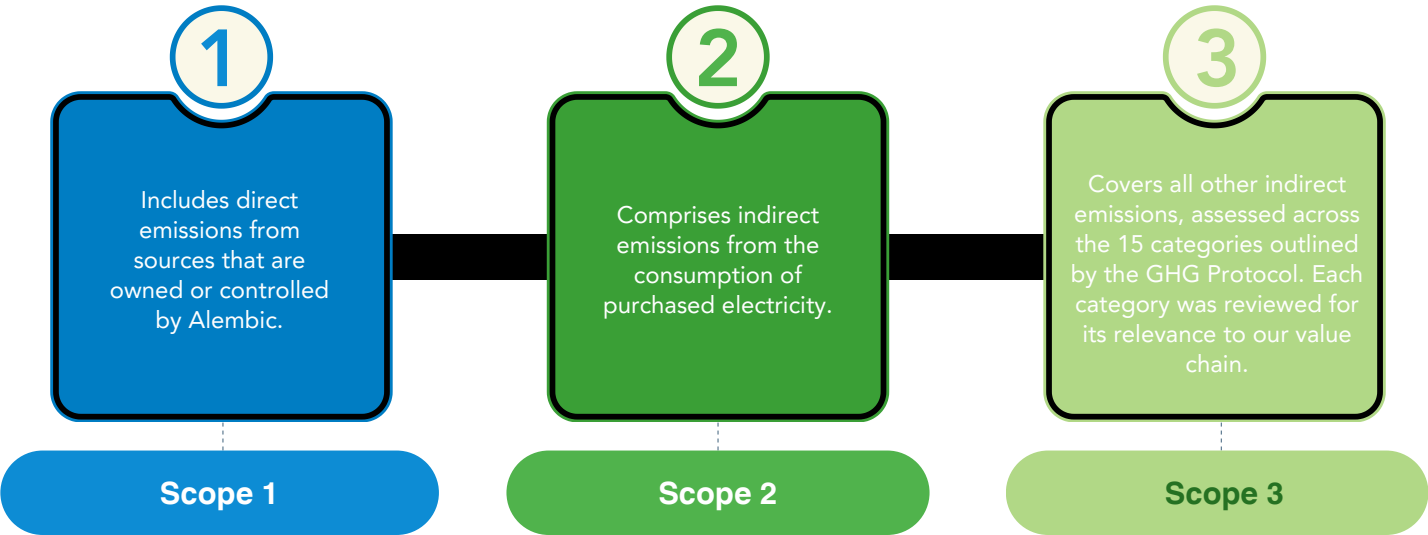 1
Includes direct
emissions from
sources that are
owned or controlled
by Alembic.
Scope 1
2
Comprises indirect
emissions from the
consumption of
purchased electricity.
Scope 2
3
Covers all other indirect
emissions, assessed across
the 15 categories outlined
by the GHG Protocol. Each
category was reviewed for
its relevance to our value
chain.
Scope 3